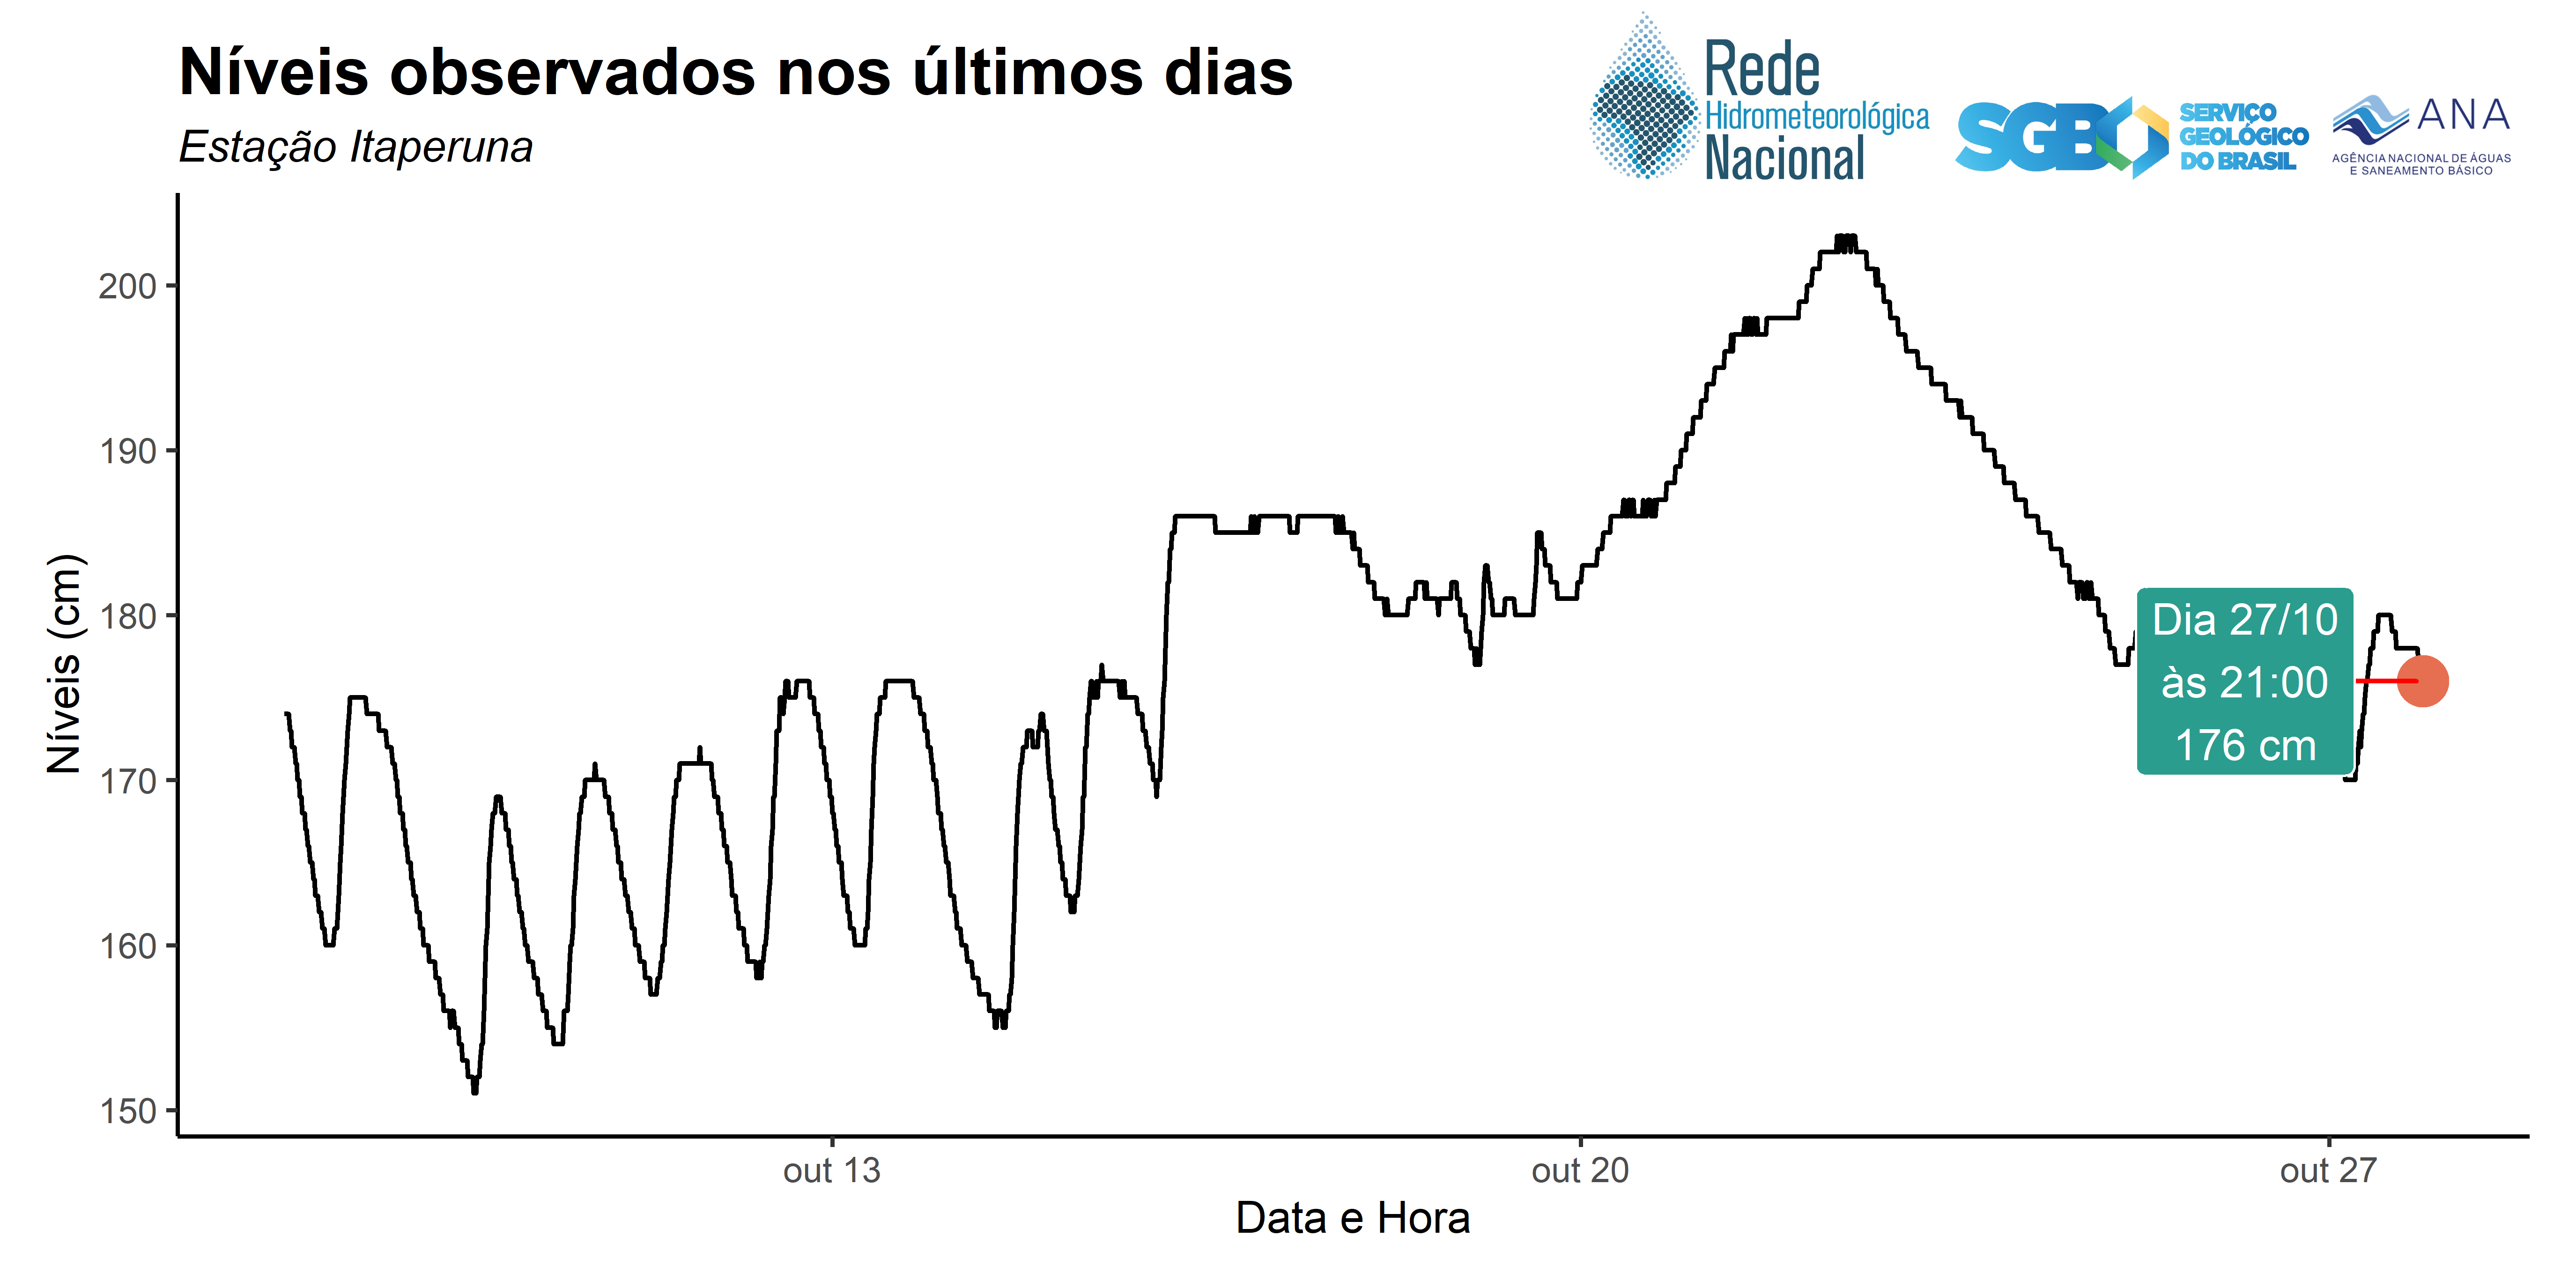 Níveis observados nos últimos dias
Estação Itaperuna
Rede
Hidrometeorológica
Nacional
SGB
SERVIÇO
GEOLÓGICO
DO BRASIL
ANA
AGÊNCIA NACIONAL DE ÁGUAS
E SANEAMENTO BÁSICO
Níveis (cm)
200
190
180
170
160
150
Dia 27/10
às 21:00
176 cm
out 13
out 20
out 27
Data e Hora